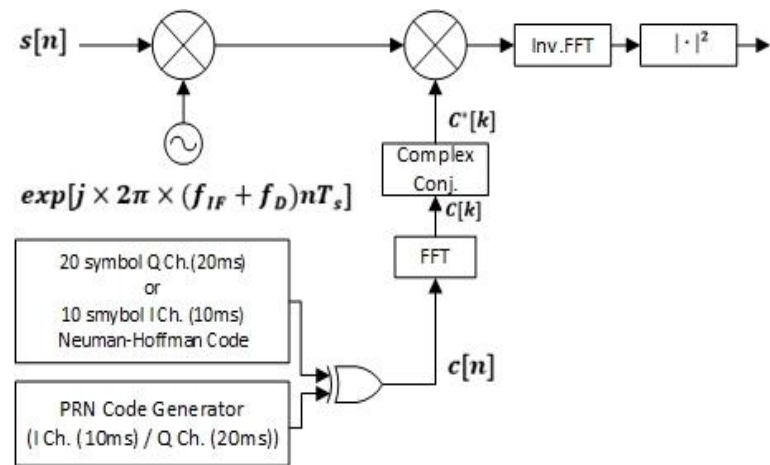 s[n]
Inv.FFT
|·|²
C*[k]
Complex
Conj.
exp[j × 2π × (f_IF + f_D)nT_s]
C[k]
FFT
20 symbol Q Ch.(20ms)
or
10 smybol I Ch. (10ms)
Neuman-Hoffman Code
c[n]
PRN Code Generator
(I Ch. (10ms) / Q Ch. (20ms))